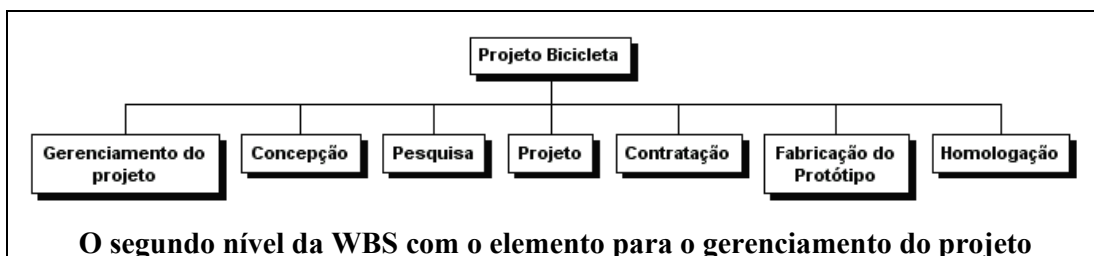 Projeto Bicicleta
Gerenciamento do
projeto
Concepção
Pesquisa
Projeto
Contratação
Fabricação do
Protótipo
Homologação
O segundo nível da WBS com o elemento para o gerenciamento do projeto